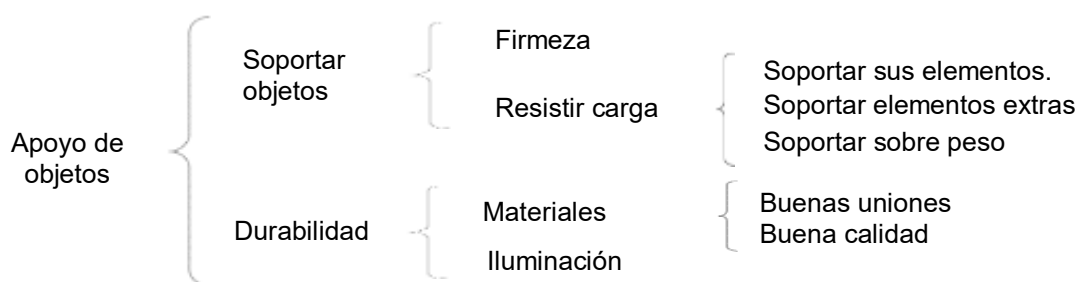 Apoyo de
objetos
Soportar
objetos
Firmeza
Resistir carga
Soportar sus elementos.
Soportar elementos extras
Soportar sobre peso
Durabilidad
Materiales
Buenas uniones
Buena calidad
Iluminación